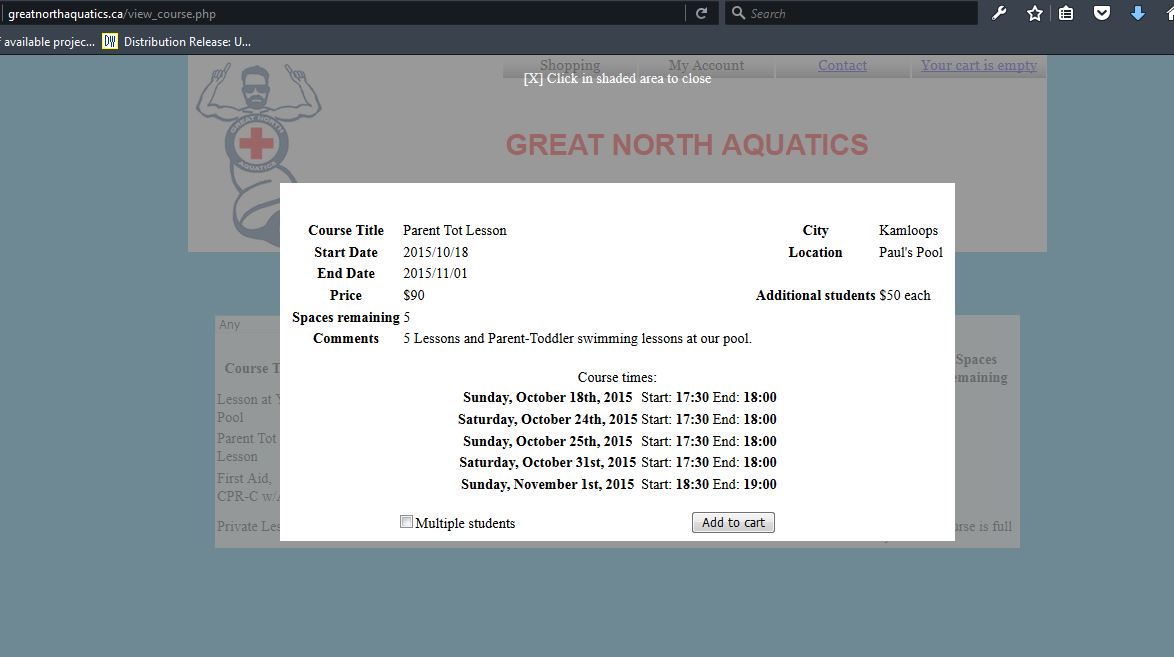 greatnorthaquatics.ca/view_course.php
Search
available projec...
DW Distribution Release: U...
Shopping My Account Contact Your cart is empty
[X] Click in shaded area to close
GREAT NORTH
AQUATICS
GREAT NORTH AQUATICS
Course Title Parent Tot Lesson City Kamloops
Start Date 2015/10/18 Location Paul's Pool
End Date 2015/11/01
Price $90 Additional students $50 each
Spaces remaining 5
Comments 5 Lessons and Parent-Toddler swimming lessons at our pool.
Course times:
Sunday, October 18th, 2015 Start: 17:30 End: 18:00
Saturday, October 24th, 2015 Start: 17:30 End: 18:00
Sunday, October 25th, 2015 Start: 17:30 End: 18:00
Saturday, October 31st, 2015 Start: 17:30 End: 18:00
Sunday, November 1st, 2015 Start: 18:30 End: 19:00
Multiple students Add to cart
Any
Course T
Spaces
emaining
Lesson at
Pool
Parent Tot
Lesson
First Aid,
CPR-C w/
Private Les
rse is full